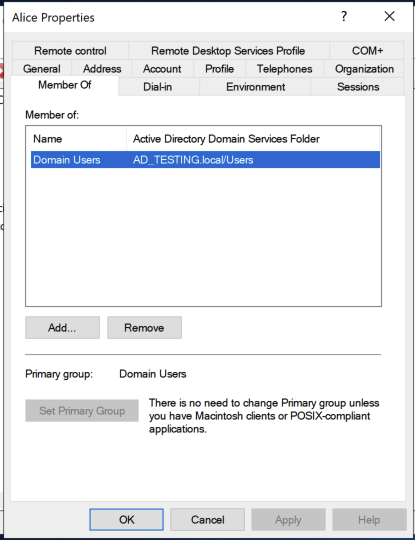 Alice Properties
?
Remote control
Remote Desktop Services Profile
COM+
General
Address
Account
Profile
Telephones
Organization
Member Of
Dial-in
Environment
Sessions
Member of:
Name
Active Directory Domain Services Folder
Domain Users
AD_TESTING.local/Users
Add...
Remove
Primary group:
Domain Users
Set Primary Group
There is no need to change Primary group unless
you have Macintosh clients or POSIX-compliant
applications.
OK
Cancel
Apply
Help